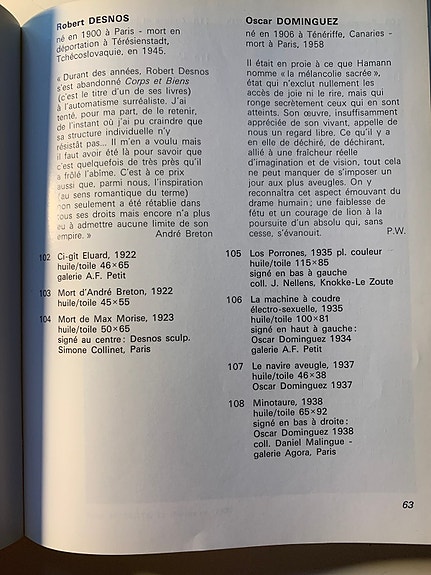 Robert DESNOS
né en 1900 à Paris - mort en
déportation à Térésienstadt,
Tchécoslovaquie, en 1945.
« Durant des années, Robert Desnos
s'est abandonné Corps et Biens
(c'est le titre d'un de ses livres)
à l'automatisme surréaliste. J'ai
tenté, pour ma part, de le retenir,
de l'instant où j'ai pu craindre que
sa structure individuelle n'y
résistât pas... Il m'en a voulu mais
il faut avoir été là pour savoir que
c'est quelquefois de très près qu'il
a frôlé l'abîme. C'est à ce prix
aussi que, parmi nous, l'inspiration
(au sens romantique du terme)
non seulement a été rétablie dans
tous ses droits mais encore n'a plus
eu à admettre aucune limite de son
empire. » André Breton
102 Ci-gît Eluard, 1922
huile/toile 46×65
galerie A.F. Petit
103 Mort d'André Breton, 1922
huile/toile 45×55
104 Mort de Max Morise, 1923
huile/toile 50×65
signé au centre : Desnos sculp.
Simone Collinet, Paris
Oscar DOMINGUEZ
né en 1906 à Ténériffe, Canaries -
mort à Paris, 1958
Il était en proie à ce que Hamann
nomme « la mélancolie sacrée »,
état qui n'exclut nullement les
accès de joie ni le rire, mais qui
ronge secrètement ceux qui en sont
atteints. Son œuvre, insuffisamment
appréciée de son vivant, appelle de
nous un regard libre. Ce qu'il y a
en elle de déchiré, de déchirant,
allié à une fraîcheur réelle
d'imagination et de vision, tout cela
ne peut manquer de s'imposer un
jour aux plus aveugles. On y
reconnaîtra cet aspect émouvant du
drame humain ; une faiblesse de
fétu et un courage de lion à la
poursuite d'un absolu qui, sans
cesse, s'évanouit. P.W.
105 Los Porrones, 1935 pl. couleur
huile/toile 115×85
signé en bas à gauche
coll. J. Nellens, Knokke-Le Zoute
106 La machine à coudre
électro-sexuelle, 1935
huile/toile 100×81
signé en haut à gauche :
Oscar Dominguez 1934
galerie A.F. Petit
107 Le navire aveugle, 1937
huile/toile 46×38
Oscar Dominguez 1937
108 Minotaure, 1938
huile/toile 65×92
signé en bas à droite :
Oscar Dominguez 1938
coll. Daniel Malingue -
galerie Agora, Paris
63